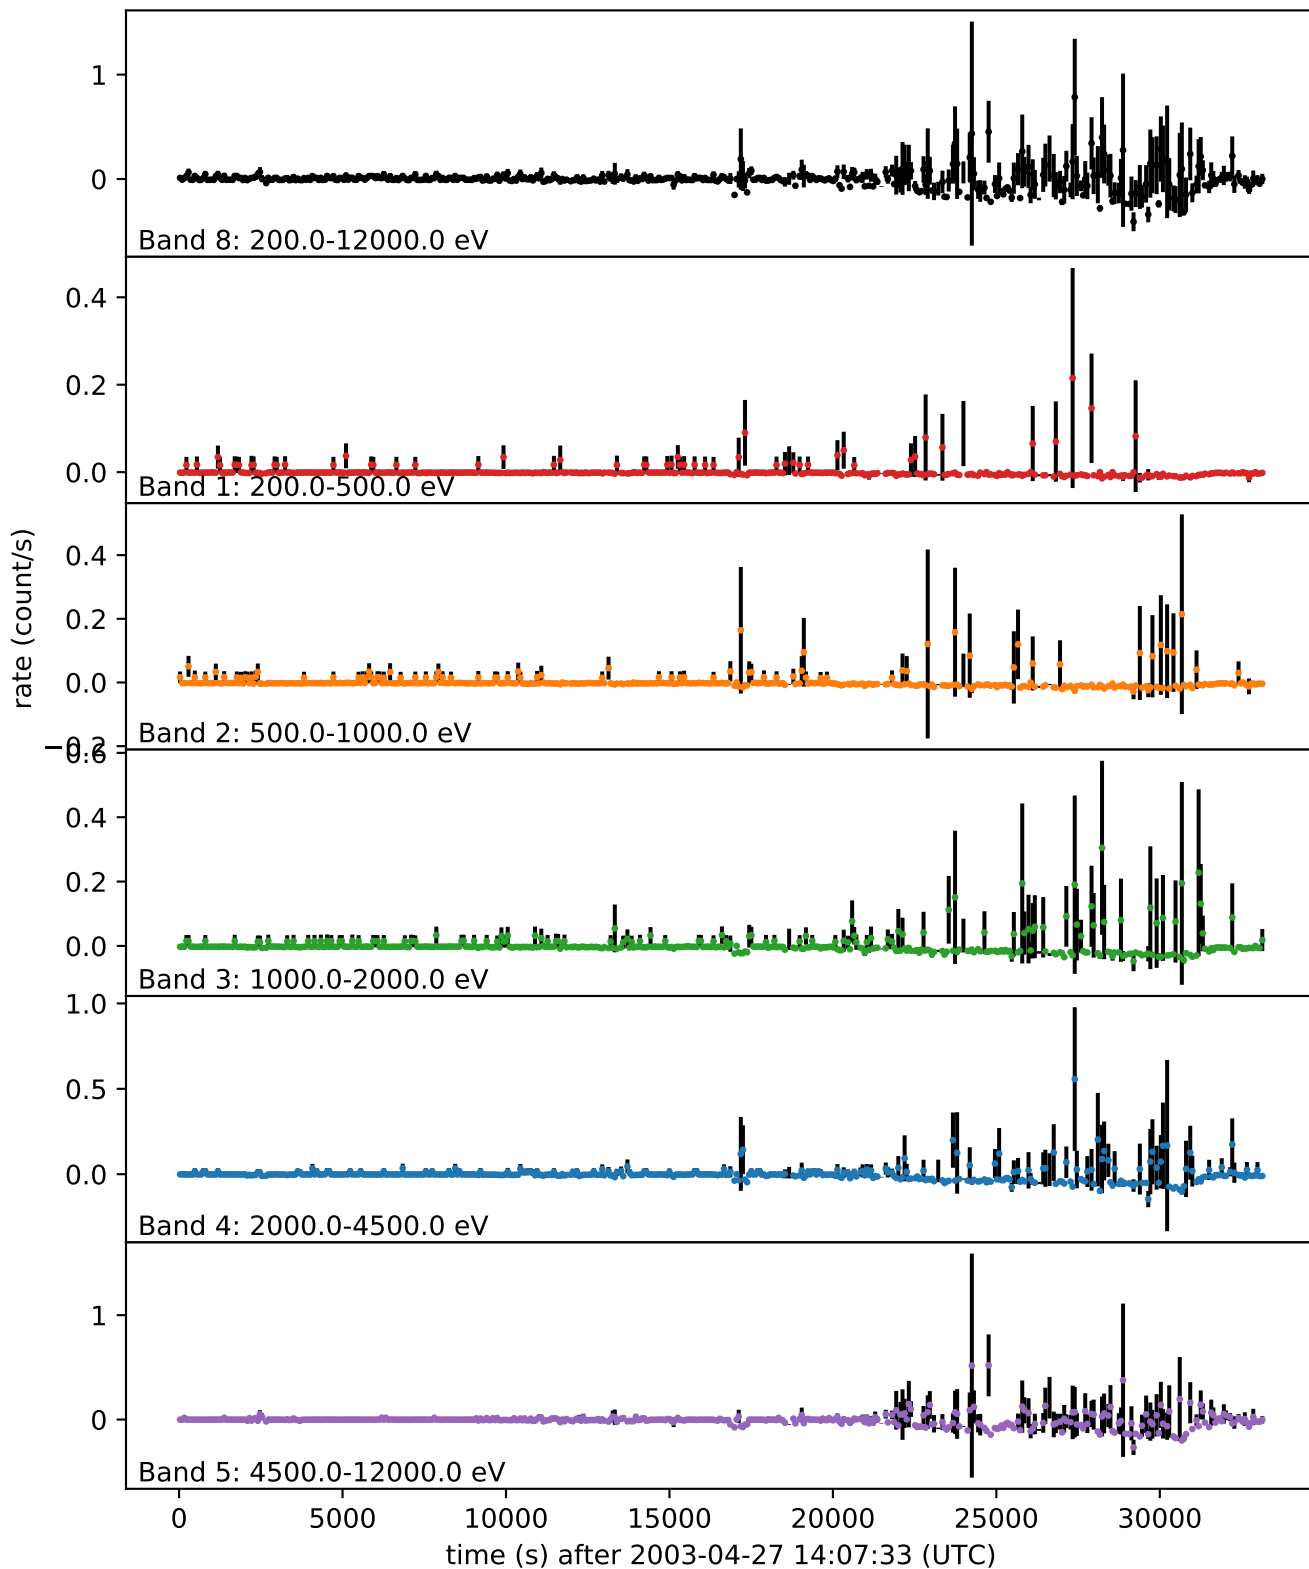 1
0
Band 8: 200.0-12000.0 eV
0.4
0.2
0.0
Band 1: 200.0-500.0 eV
rate (count/s)
0.4
0.2
0.0
−0.2
Band 2: 500.0-1000.0 eV
0.6
0.4
0.2
0.0
Band 3: 1000.0-2000.0 eV
1.0
0.5
0.0
Band 4: 2000.0-4500.0 eV
1
0
Band 5: 4500.0-12000.0 eV
0 5000 10000 15000 20000 25000 30000
time (s) after 2003-04-27 14:07:33 (UTC)